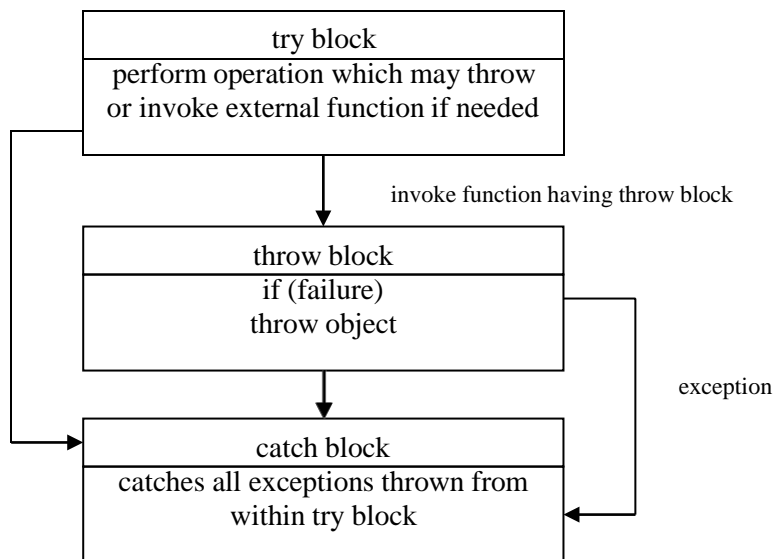 try block
perform operation which may throw
or invoke external function if needed
invoke function having throw block
throw block
if (failure)
throw object
exception
catch block
catches all exceptions thrown from
within try block